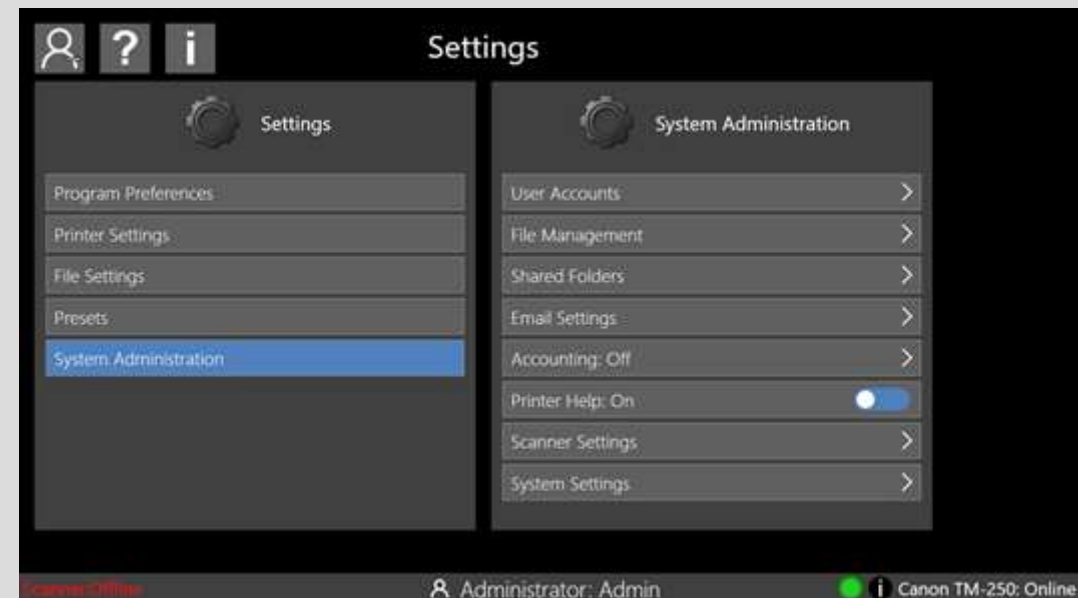 ? i
Settings
Settings
Program Preferences
Printer Settings
File Settings
Presets
System Administration
System Administration
User Accounts
File Management
Shared Folders
Email Settings
Accounting: Off
Printer Help: On
Scanner Settings
System Settings
Scanner:Offline
Administrator: Admin
i Canon TM-250: Online